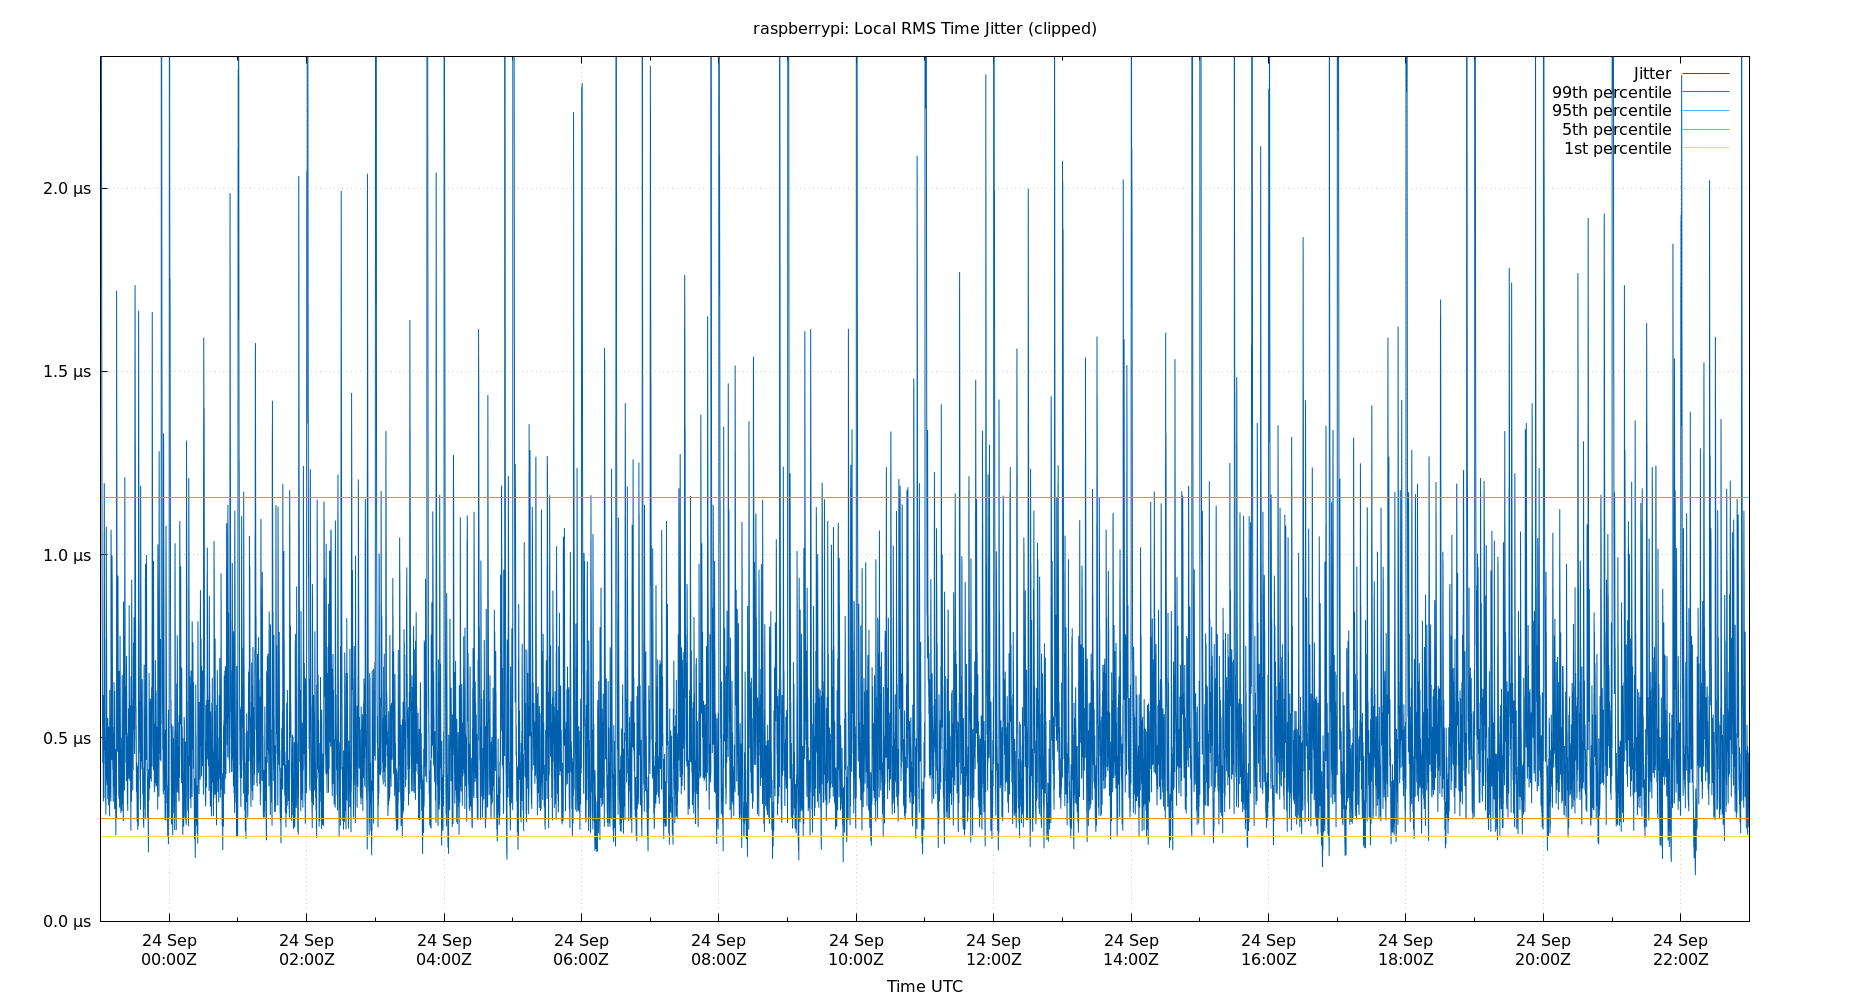 raspberrypi: Local RMS Time Jitter (clipped)
Jitter
99th percentile
95th percentile
5th percentile
1st percentile
2.0 µs
1.5 µs
1.0 µs
0.5 µs
0.0 µs
24 Sep 24 Sep 24 Sep 24 Sep 24 Sep 24 Sep 24 Sep 24 Sep 24 Sep 24 Sep 24 Sep 24 Sep
00:00Z 02:00Z 04:00Z 06:00Z 08:00Z 10:00Z 12:00Z 14:00Z 16:00Z 18:00Z 20:00Z 22:00Z
Time UTC